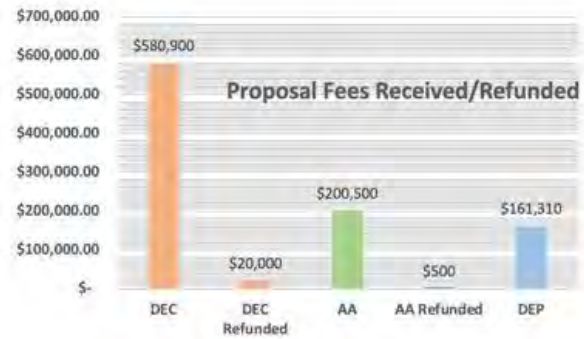 $700,000.00
$600,000.00
$500,000.00
$400,000.00
$300,000.00
$200,000.00
$100,000.00
$-
Proposal Fees Received/Refunded
$580,900
$20,000
$200,500
$500
$161,310
DEC
DEC
Refunded
AA
AA Refunded
DEP